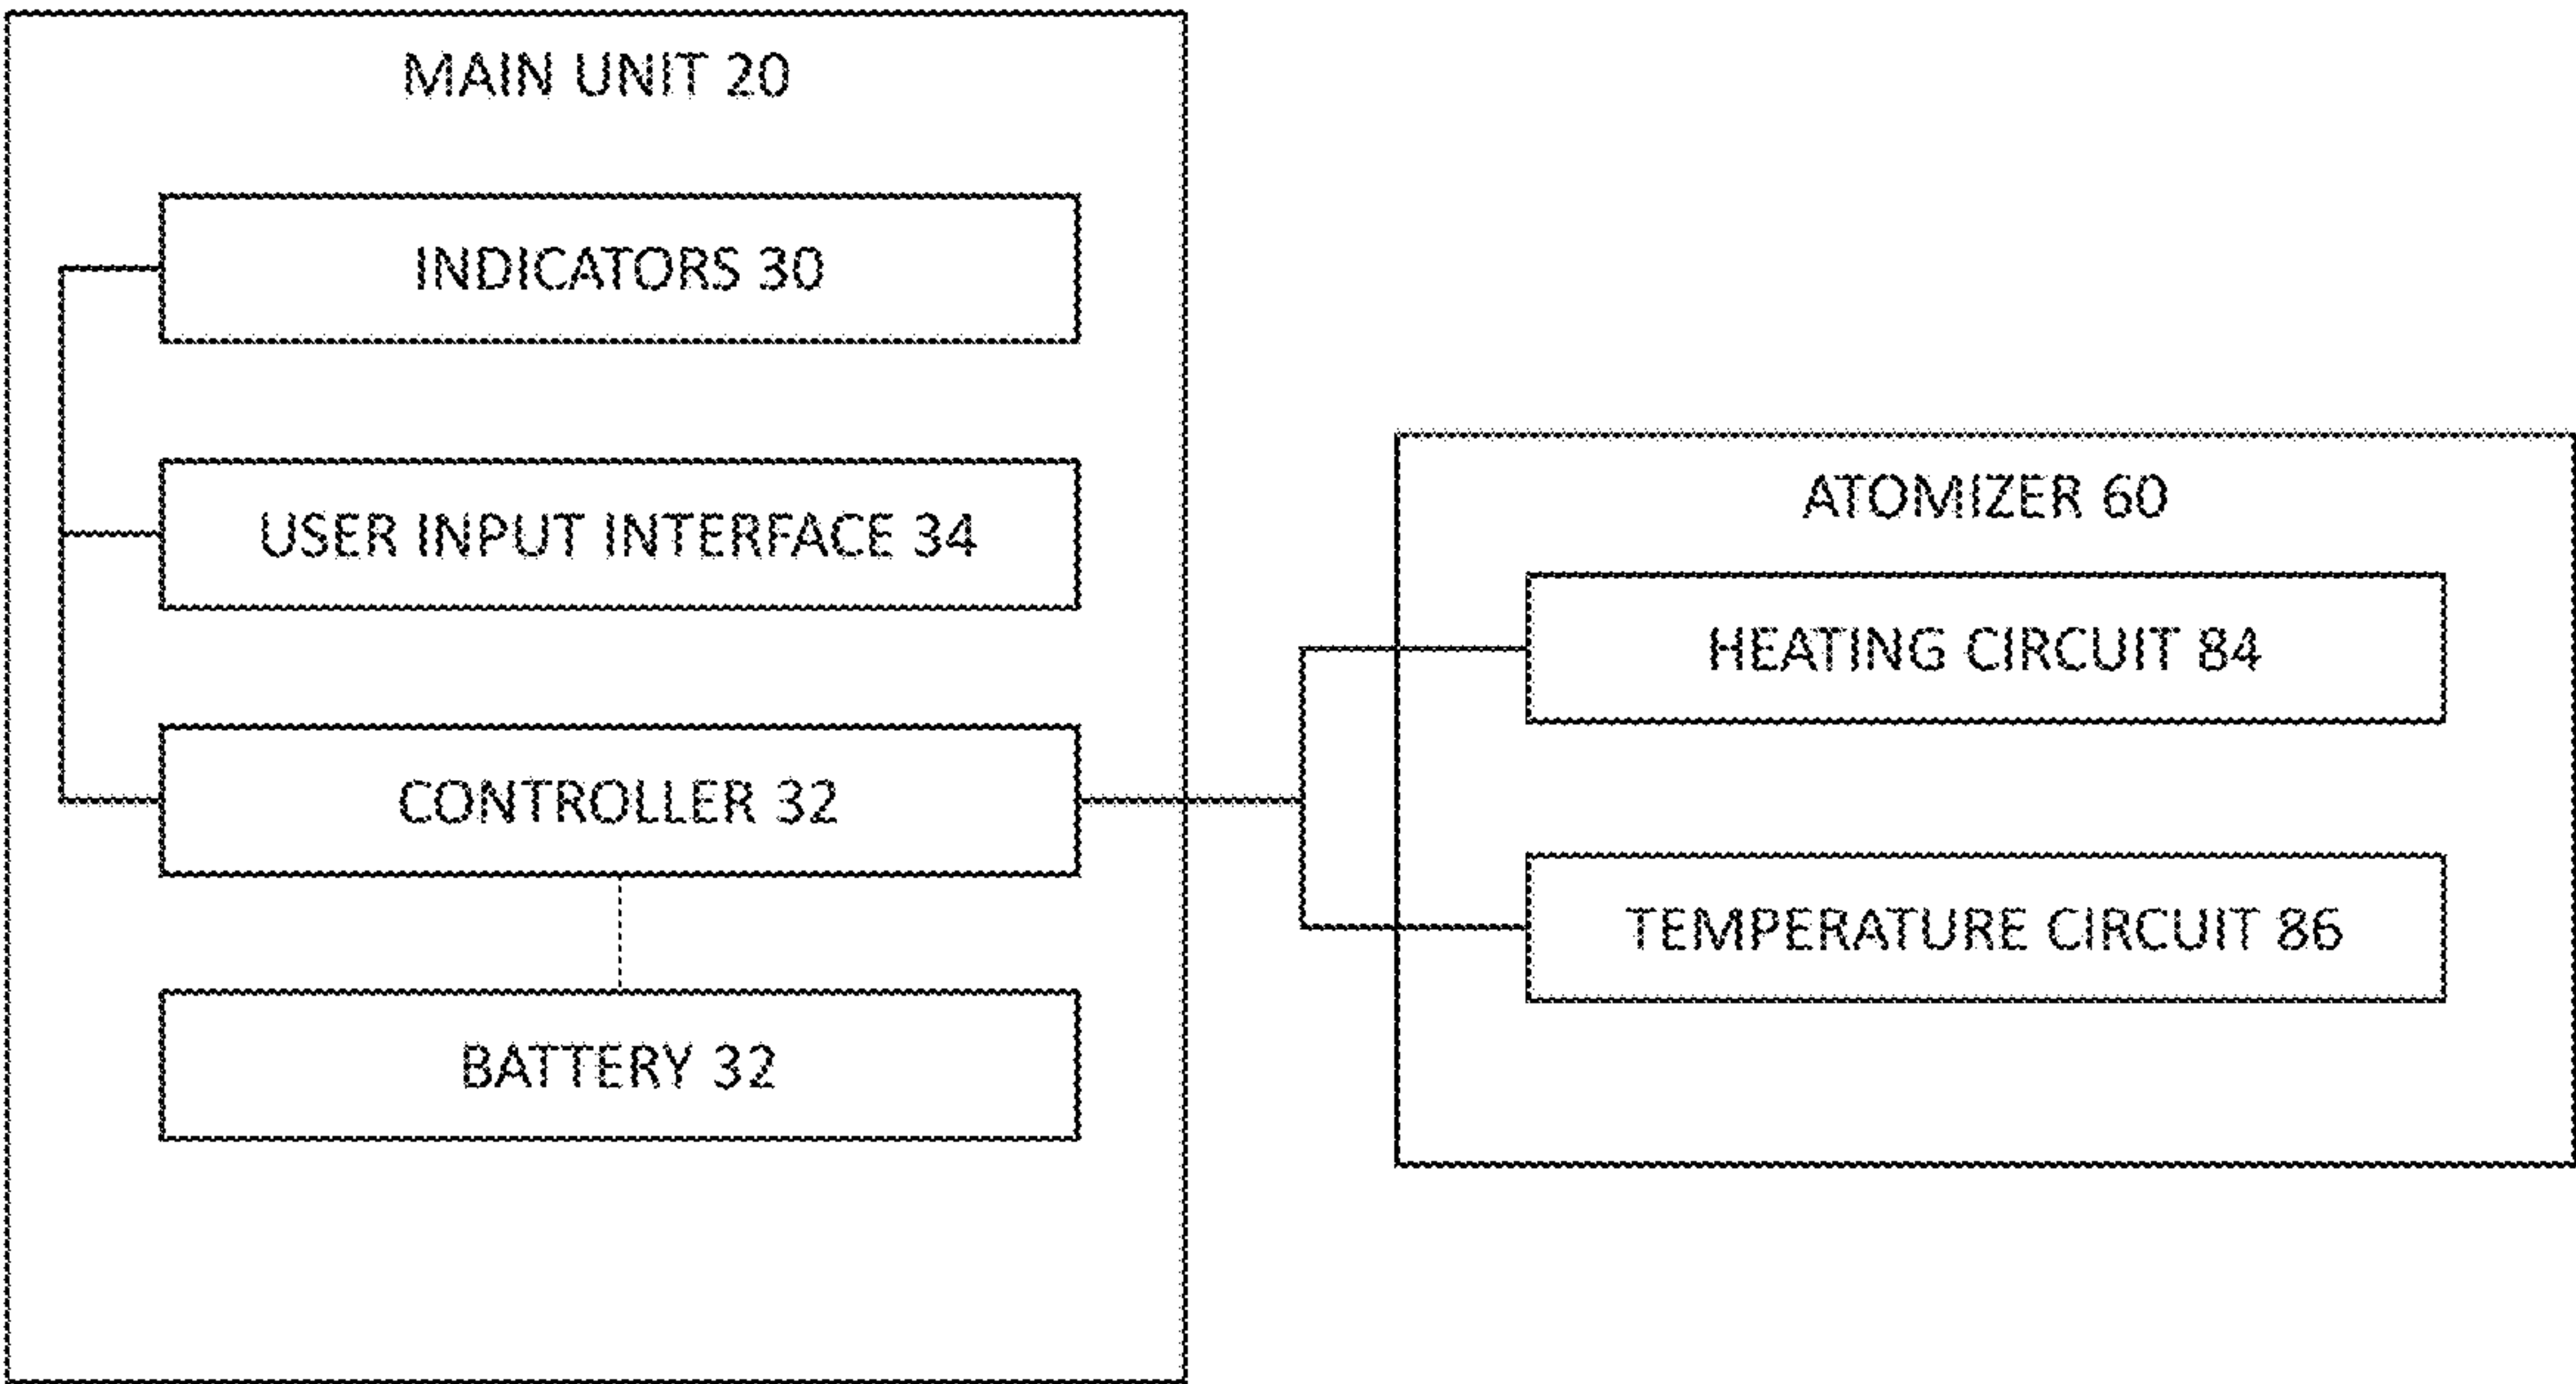 MAIN UNIT 20
INDICATORS 30
USER INPUT INTERFACE 34
CONTROLLER 32
BATTERY 32
ATOMIZER 60
HEATING CIRCUIT 84
TEMPERATURE CIRCUIT 86